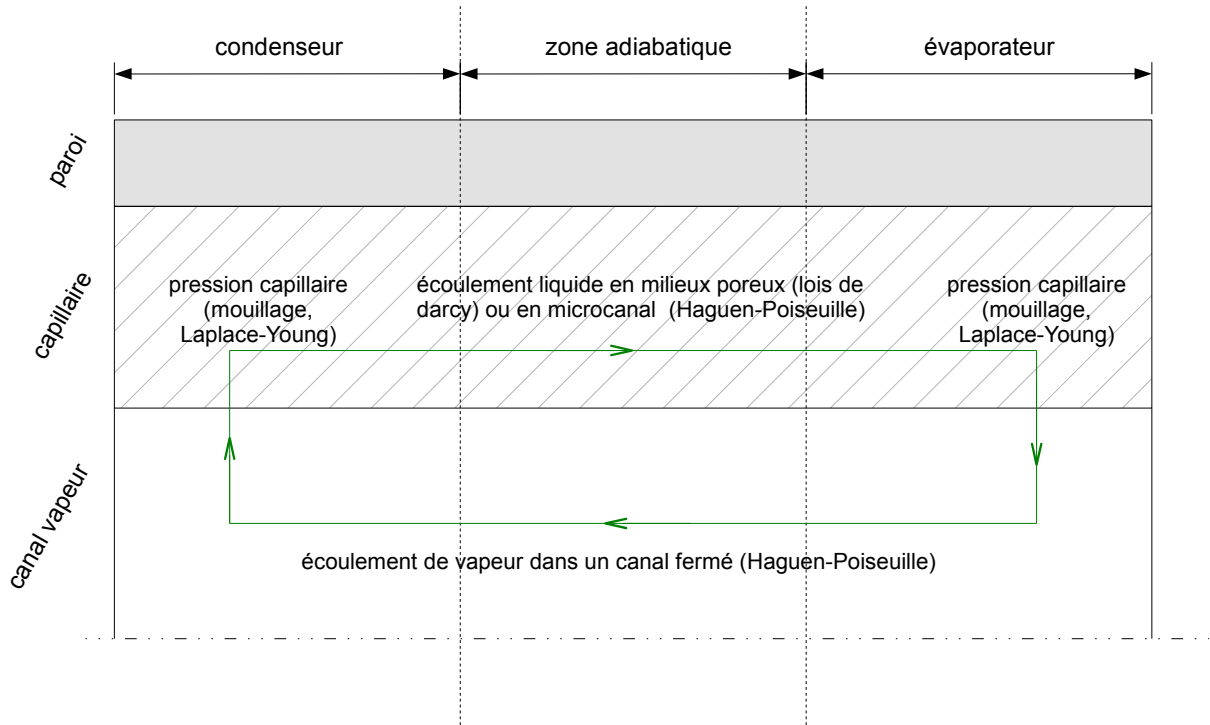 condenseur
zone adiabatique
évaporateur
paroi
capillaire
pression capillaire
(mouillage,
Laplace-Young)
écoulement liquide en milieux poreux (lois de
darcy) ou en microcanal  (Haguen-Poiseuille)
pression capillaire
(mouillage,
Laplace-Young)
canal vapeur
écoulement de vapeur dans un canal fermé (Haguen-Poiseuille)